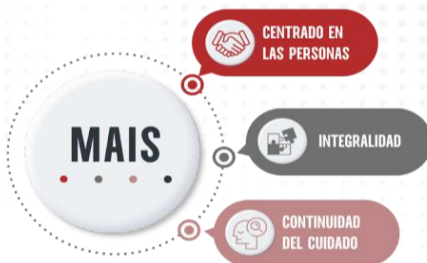 CENTRADO EN
LAS PERSONAS
MAIS
INTEGRALIDAD
CONTINUIDAD
DEL CUIDADO